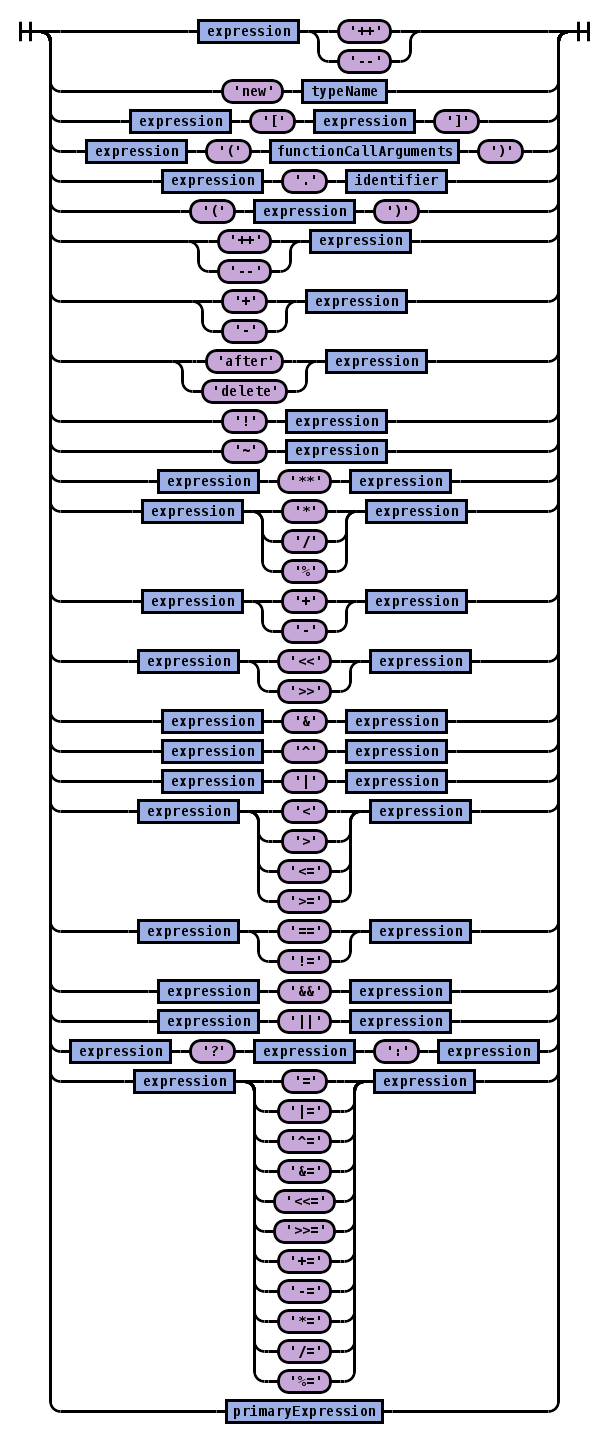 expression '++'
'--'
'new' typeName
expression '[' expression ']'
expression '(' functionCallArguments ')'
expression '.' identifier
'(' expression ')'
'++' expression
'--'
'+' expression
'-'
'after' expression
'delete'
'!' expression
'~' expression
expression '**' expression
expression '*' expression
'/'
'%'
expression '+' expression
'-'
expression '<<' expression
'>>'
expression '&' expression
expression '^' expression
expression '|' expression
expression '<' expression
'>'
'<='
'>='
expression '==' expression
'!='
expression '&&' expression
expression '||' expression
expression '?' expression ':' expression
expression '=' expression
'|='
'^='
'&='
'<<='
'>>='
'+='
'-='
'*='
'/='
'%='
primaryExpression